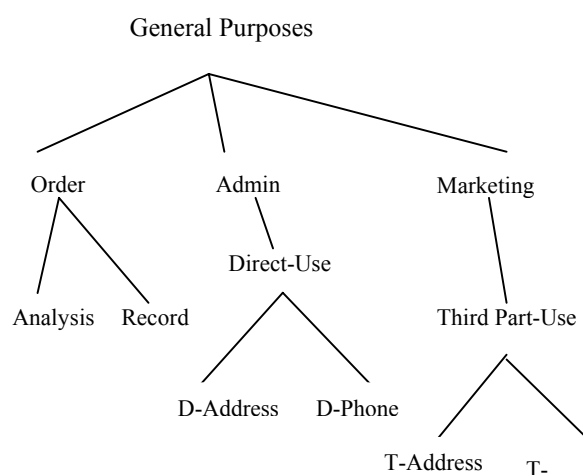 General Purposes
Order Admin Marketing
Direct-Use
Analysis Record Third Part-Use
D-Address D-Phone
T-Address T-